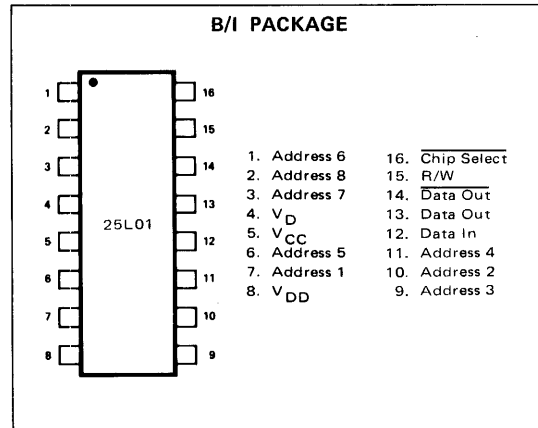 B/I PACKAGE
1 16
2 15
3 14
4 13
5 12
6 11
7 10
8 9
25L01
1. Address 6
2. Address 8
3. Address 7
4. VD
5. VCC
6. Address 5
7. Address 1
8. VDD
16. Chip Select
15. R/W
14. Data Out
13. Data Out
12. Data In
11. Address 4
10. Address 2
9. Address 3